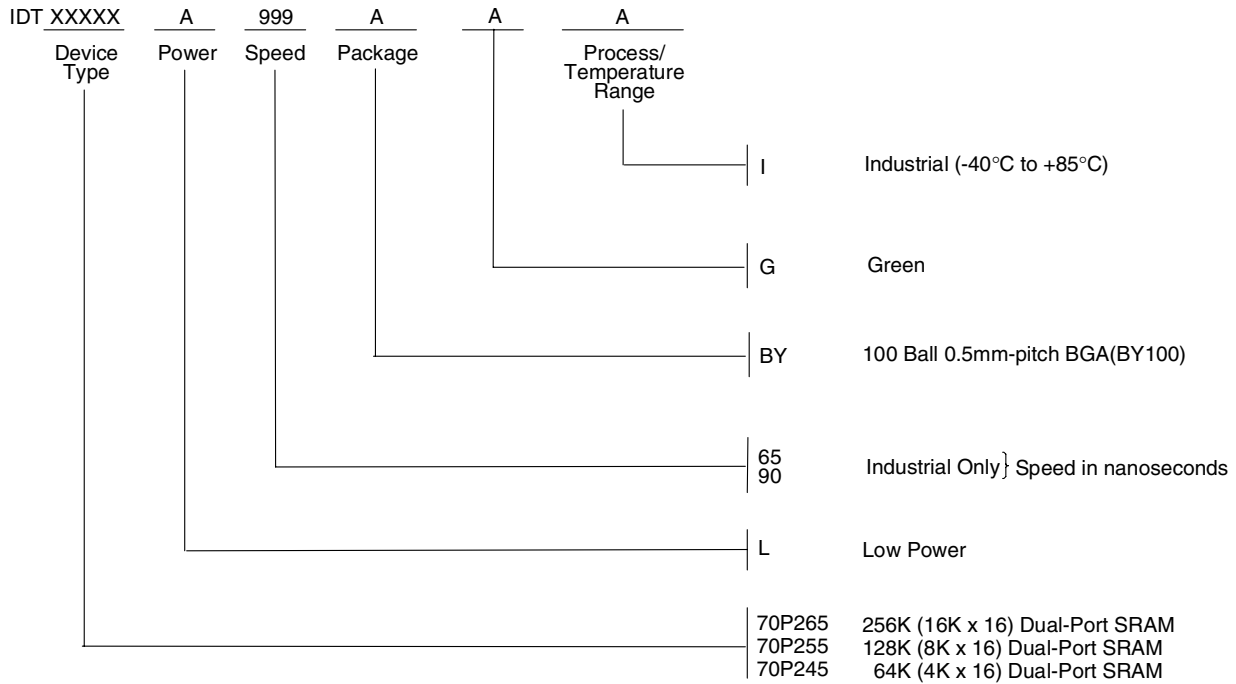 IDT XXXXX A 999 A A A
Device Type Power Speed Package Process/ Temperature Range
I Industrial (-40°C to +85°C)
G Green
BY 100 Ball 0.5mm-pitch BGA(BY100)
65
90 Industrial Only} Speed in nanoseconds
L Low Power
70P265 256K (16K x 16) Dual-Port SRAM
70P255 128K (8K x 16) Dual-Port SRAM
70P245 64K (4K x 16) Dual-Port SRAM